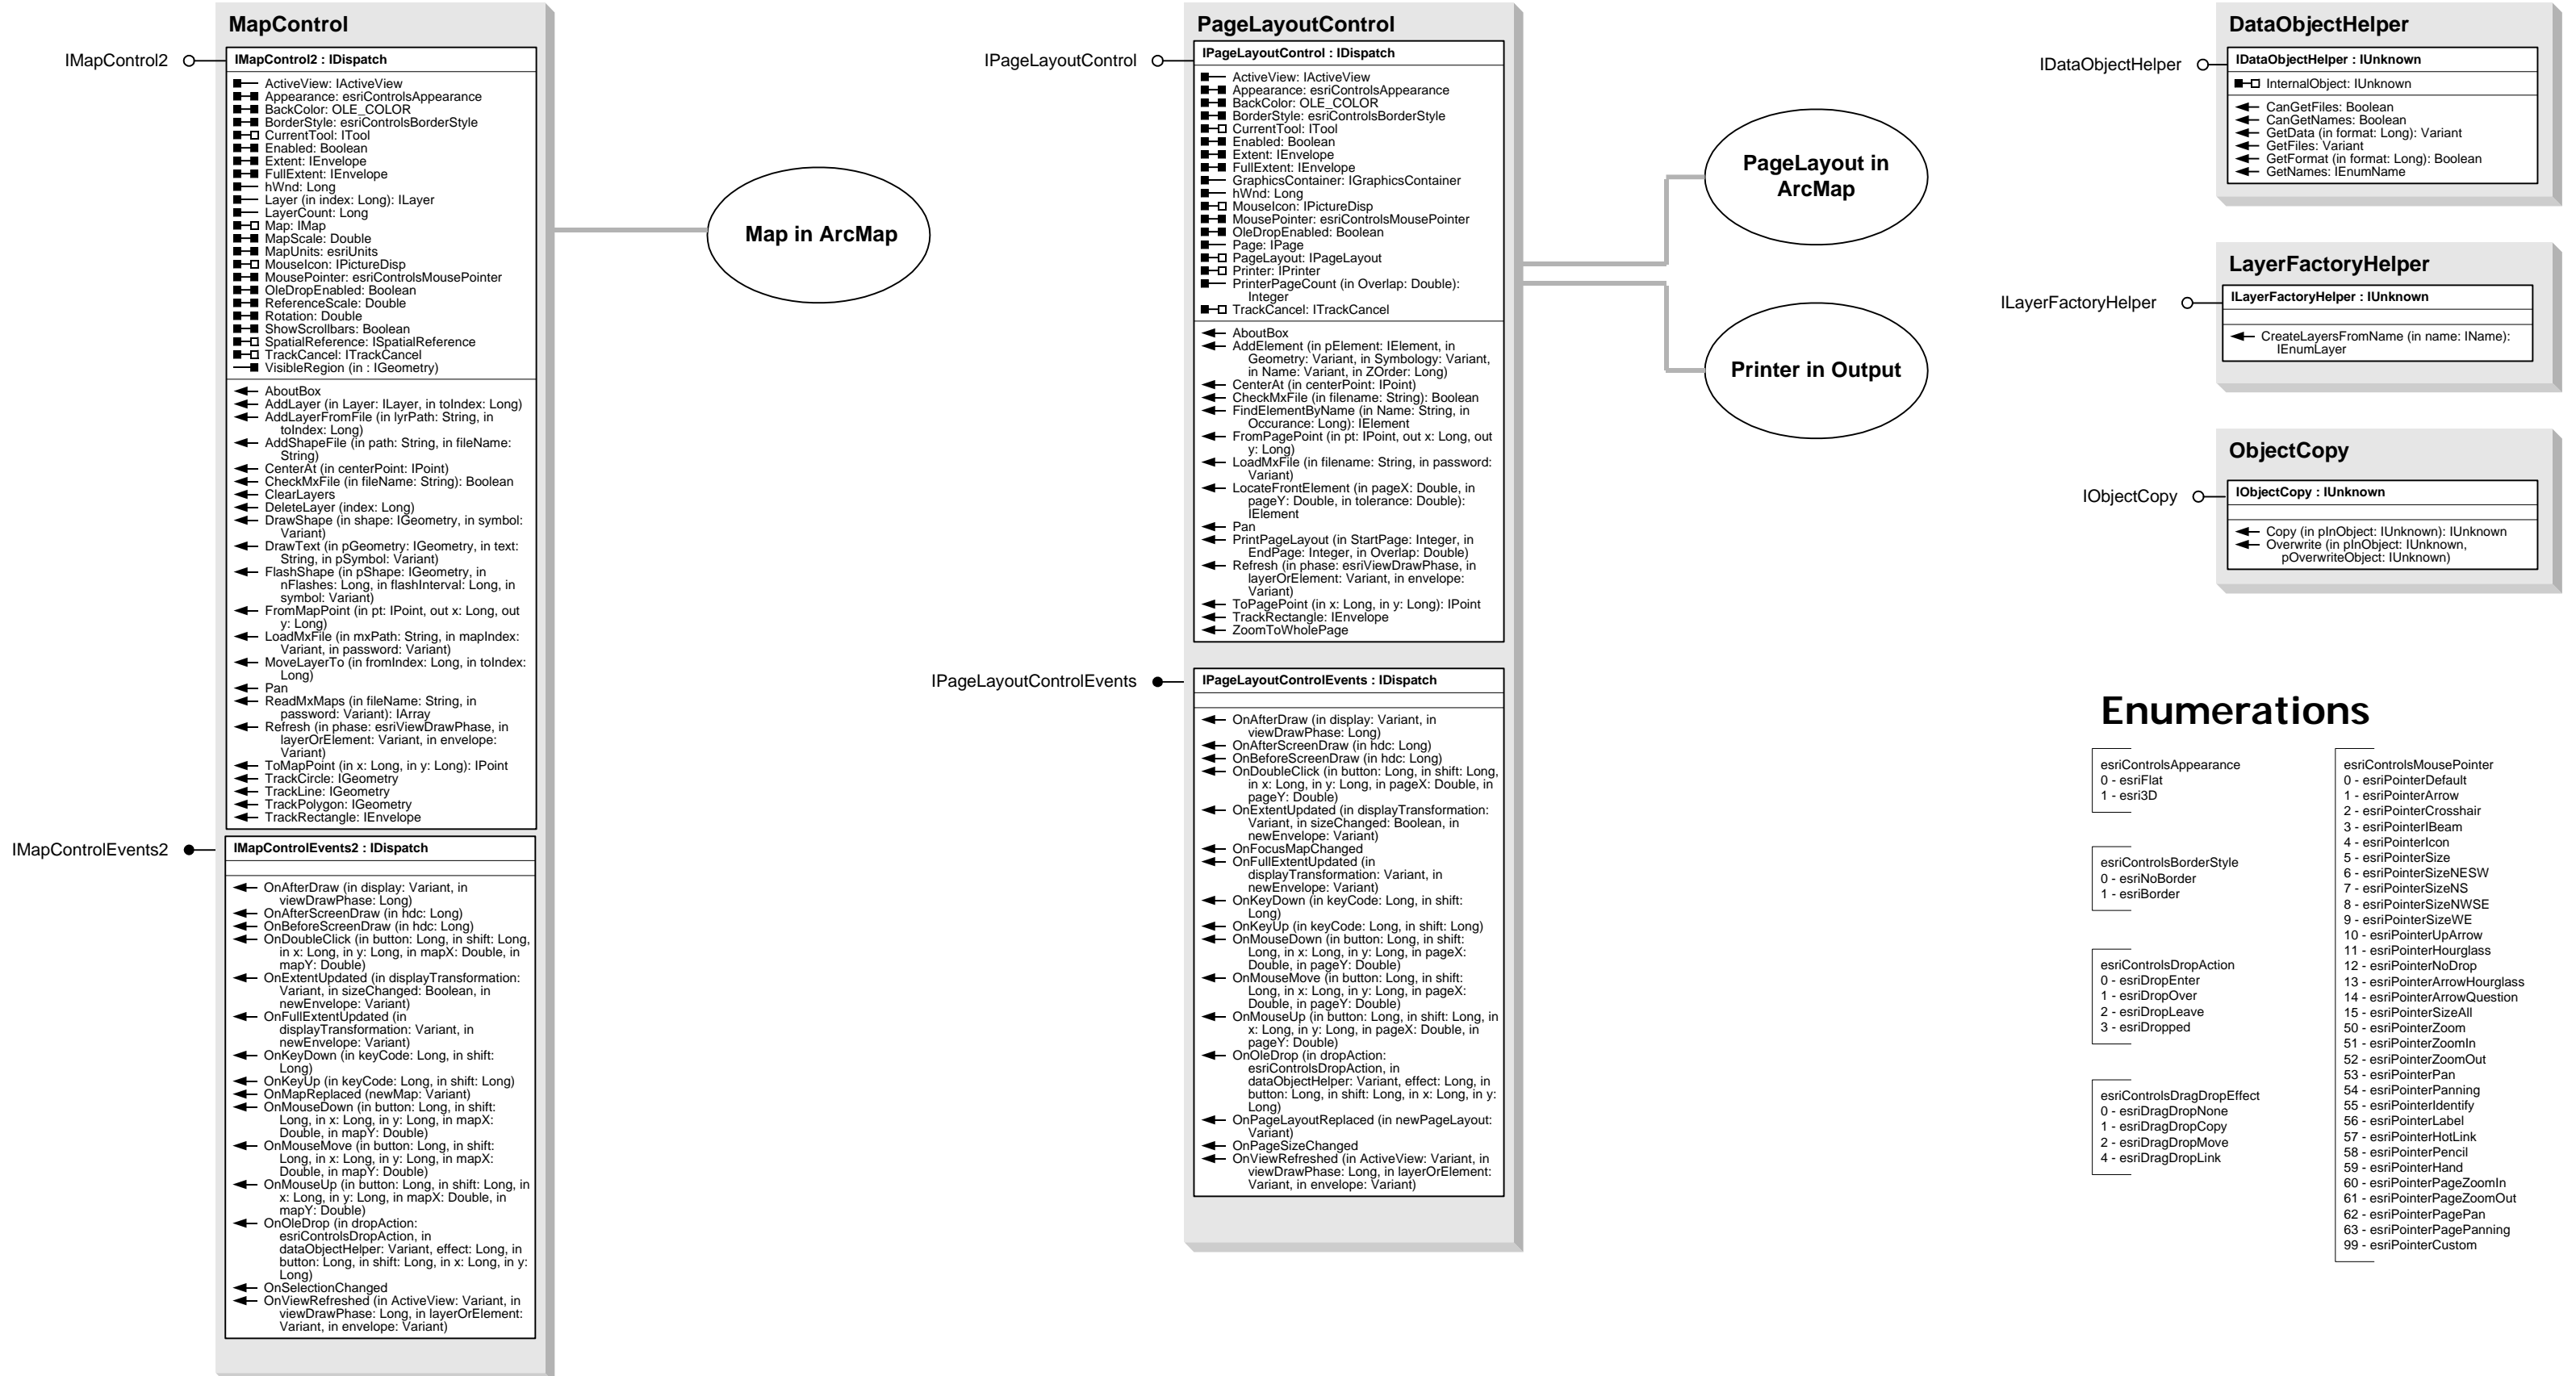 MapControl
IMapControl2
IMapControl2 : IDispatch
ActiveView: IActiveView
Appearance: esriControlsAppearance
BackColor: OLE_COLOR
BorderStyle: esriControlsBorderStyle
CurrentTool: ITool
Enabled: Boolean
Extent: IEnvelope
FullExtent: IEnvelope
hWnd: Long
Layer (in index: Long): ILayer
LayerCount: Long
Map: IMap
MapScale: Double
MapUnits: esriUnits
MouseIcon: IPictureDisp
MousePointer: esriControlsMousePointer
OleDropEnabled: Boolean
ReferenceScale: Double
Rotation: Double
ShowScrollbars: Boolean
SpatialReference: ISpatialReference
TrackCancel: ITrackCancel
VisibleRegion (in : IGeometry)
AboutBox
AddLayer (in Layer: ILayer, in toIndex: Long)
AddLayerFromFile (in lyrPath: String, in
toIndex: Long)
AddShapeFile (in path: String, in fileName:
String)
CenterAt (in centerPoint: IPoint)
CheckMxFile (in fileName: String): Boolean
ClearLayers
DeleteLayer (index: Long)
DrawShape (in shape: IGeometry, in symbol:
Variant)
DrawText (in pGeometry: IGeometry, in text:
String, in pSymbol: Variant)
FlashShape (in pShape: IGeometry, in
nFlashes: Long, in flashInterval: Long, in
symbol: Variant)
FromMapPoint (in pt: IPoint, out x: Long, out
y: Long)
LoadMxFile (in mxPath: String, in mapIndex:
Variant, in password: Variant)
MoveLayerTo (in fromIndex: Long, in toIndex:
Long)
Pan
ReadMxMaps (in fileName: String, in
password: Variant): IArray
Refresh (in phase: esriViewDrawPhase, in
layerOrElement: Variant, in envelope:
Variant)
ToMapPoint (in x: Long, in y: Long): IPoint
TrackCircle: IGeometry
TrackLine: IGeometry
TrackPolygon: IGeometry
TrackRectangle: IEnvelope
IMapControlEvents2
IMapControlEvents2 : IDispatch
OnAfterDraw (in display: Variant, in
viewDrawPhase: Long)
OnAfterScreenDraw (in hdc: Long)
OnBeforeScreenDraw (in hdc: Long)
OnDoubleClick (in button: Long, in shift: Long,
in x: Long, in y: Long, in mapX: Double, in
mapY: Double)
OnExtentUpdated (in displayTransformation:
Variant, in sizeChanged: Boolean, in
newEnvelope: Variant)
OnFullExtentUpdated (in
displayTransformation: Variant, in
newEnvelope: Variant)
OnKeyDown (in keyCode: Long, in shift:
Long)
OnKeyUp (in keyCode: Long, in shift: Long)
OnMapReplaced (newMap: Variant)
OnMouseDown (in button: Long, in shift:
Long, in x: Long, in y: Long, in mapX:
Double, in mapY: Double)
OnMouseMove (in button: Long, in shift:
Long, in x: Long, in y: Long, in mapX:
Double, in mapY: Double)
OnMouseUp (in button: Long, in shift: Long, in
x: Long, in y: Long, in mapX: Double, in
mapY: Double)
OnOleDrop (in dropAction:
esriControlsDropAction, in
dataObjectHelper: Variant, effect: Long, in
button: Long, in shift: Long, in x: Long, in y:
Long)
OnSelectionChanged
OnViewRefreshed (in ActiveView: Variant, in
viewDrawPhase: Long, in layerOrElement:
Variant, in envelope: Variant)
Map in ArcMap
PageLayoutControl
IPageLayoutControl
IPageLayoutControl : IDispatch
ActiveView: IActiveView
Appearance: esriControlsAppearance
BackColor: OLE_COLOR
BorderStyle: esriControlsBorderStyle
CurrentTool: ITool
Enabled: Boolean
Extent: IEnvelope
FullExtent: IEnvelope
GraphicsContainer: IGraphicsContainer
hWnd: Long
MouseIcon: IPictureDisp
MousePointer: esriControlsMousePointer
OleDropEnabled: Boolean
Page: IPage
PageLayout: IPageLayout
Printer: IPrinter
PrinterPageCount (in Overlap: Double):
Integer
TrackCancel: ITrackCancel
AboutBox
AddElement (in pElement: IElement, in
Geometry: Variant, in Symbology: Variant,
in Name: Variant, in ZOrder: Long)
CenterAt (in centerPoint: IPoint)
CheckMxFile (in filename: String): Boolean
FindElementByName (in Name: String, in
Occurance: Long): IElement
FromPagePoint (in pt: IPoint, out x: Long, out
y: Long)
LoadMxFile (in filename: String, in password:
Variant)
LocateFrontElement (in pageX: Double, in
pageY: Double, in tolerance: Double):
IElement
Pan
PrintPageLayout (in StartPage: Integer, in
EndPage: Integer, in Overlap: Double)
Refresh (in phase: esriViewDrawPhase, in
layerOrElement: Variant, in envelope:
Variant)
ToPagePoint (in x: Long, in y: Long): IPoint
TrackRectangle: IEnvelope
ZoomToWholePage
IPageLayoutControlEvents
IPageLayoutControlEvents : IDispatch
OnAfterDraw (in display: Variant, in
viewDrawPhase: Long)
OnAfterScreenDraw (in hdc: Long)
OnBeforeScreenDraw (in hdc: Long)
OnDoubleClick (in button: Long, in shift: Long,
in x: Long, in y: Long, in pageX: Double, in
pageY: Double)
OnExtentUpdated (in displayTransformation:
Variant, in sizeChanged: Boolean, in
newEnvelope: Variant)
OnFocusMapChanged
OnFullExtentUpdated (in
displayTransformation: Variant, in
newEnvelope: Variant)
OnKeyDown (in keyCode: Long, in shift:
Long)
OnKeyUp (in keyCode: Long, in shift: Long)
OnMouseDown (in button: Long, in shift:
Long, in x: Long, in y: Long, in pageX:
Double, in pageY: Double)
OnMouseMove (in button: Long, in shift:
Long, in x: Long, in y: Long, in pageX:
Double, in pageY: Double)
OnMouseUp (in button: Long, in shift: Long, in
x: Long, in y: Long, in pageX: Double, in
pageY: Double)
OnOleDrop (in dropAction:
esriControlsDropAction, in
dataObjectHelper: Variant, effect: Long, in
button: Long, in shift: Long, in x: Long, in y:
Long)
OnPageLayoutReplaced (in newPageLayout:
Variant)
OnPageSizeChanged
OnViewRefreshed (in ActiveView: Variant, in
viewDrawPhase: Long, in layerOrElement:
Variant, in envelope: Variant)
PageLayout in
ArcMap
Printer in Output
DataObjectHelper
IDataObjectHelper
IDataObjectHelper : IUnknown
InternalObject: IUnknown
CanGetFiles: Boolean
CanGetNames: Boolean
GetData (in format: Long): Variant
GetFiles: Variant
GetFormat (in format: Long): Boolean
GetNames: IEnumName
LayerFactoryHelper
ILayerFactoryHelper
ILayerFactoryHelper : IUnknown
CreateLayersFromName (in name: IName):
IEnumLayer
ObjectCopy
IObjectCopy
IObjectCopy : IUnknown
Copy (in pInObject: IUnknown): IUnknown
Overwrite (in pInObject: IUnknown,
pOverwriteObject: IUnknown)
Enumerations
esriControlsAppearance
0 - esriFlat
1 - esri3D
esriControlsBorderStyle
0 - esriNoBorder
1 - esriBorder
esriControlsDropAction
0 - esriDropEnter
1 - esriDropOver
2 - esriDropLeave
3 - esriDropped
esriControlsDragDropEffect
0 - esriDragDropNone
1 - esriDragDropCopy
2 - esriDragDropMove
4 - esriDragDropLink
esriControlsMousePointer
0 - esriPointerDefault
1 - esriPointerArrow
2 - esriPointerCrosshair
3 - esriPointerIBeam
4 - esriPointerIcon
5 - esriPointerSize
6 - esriPointerSizeNESW
7 - esriPointerSizeNS
8 - esriPointerSizeNWSE
9 - esriPointerSizeWE
10 - esriPointerUpArrow
11 - esriPointerHourglass
12 - esriPointerNoDrop
13 - esriPointerArrowHourglass
14 - esriPointerArrowQuestion
15 - esriPointerSizeAll
50 - esriPointerZoom
51 - esriPointerZoomIn
52 - esriPointerZoomOut
53 - esriPointerPan
54 - esriPointerPanning
55 - esriPointerIdentify
56 - esriPointerLabel
57 - esriPointerHotLink
58 - esriPointerPencil
59 - esriPointerHand
60 - esriPointerPageZoomIn
61 - esriPointerPageZoomOut
62 - esriPointerPagePan
63 - esriPointerPagePanning
99 - esriPointerCustom